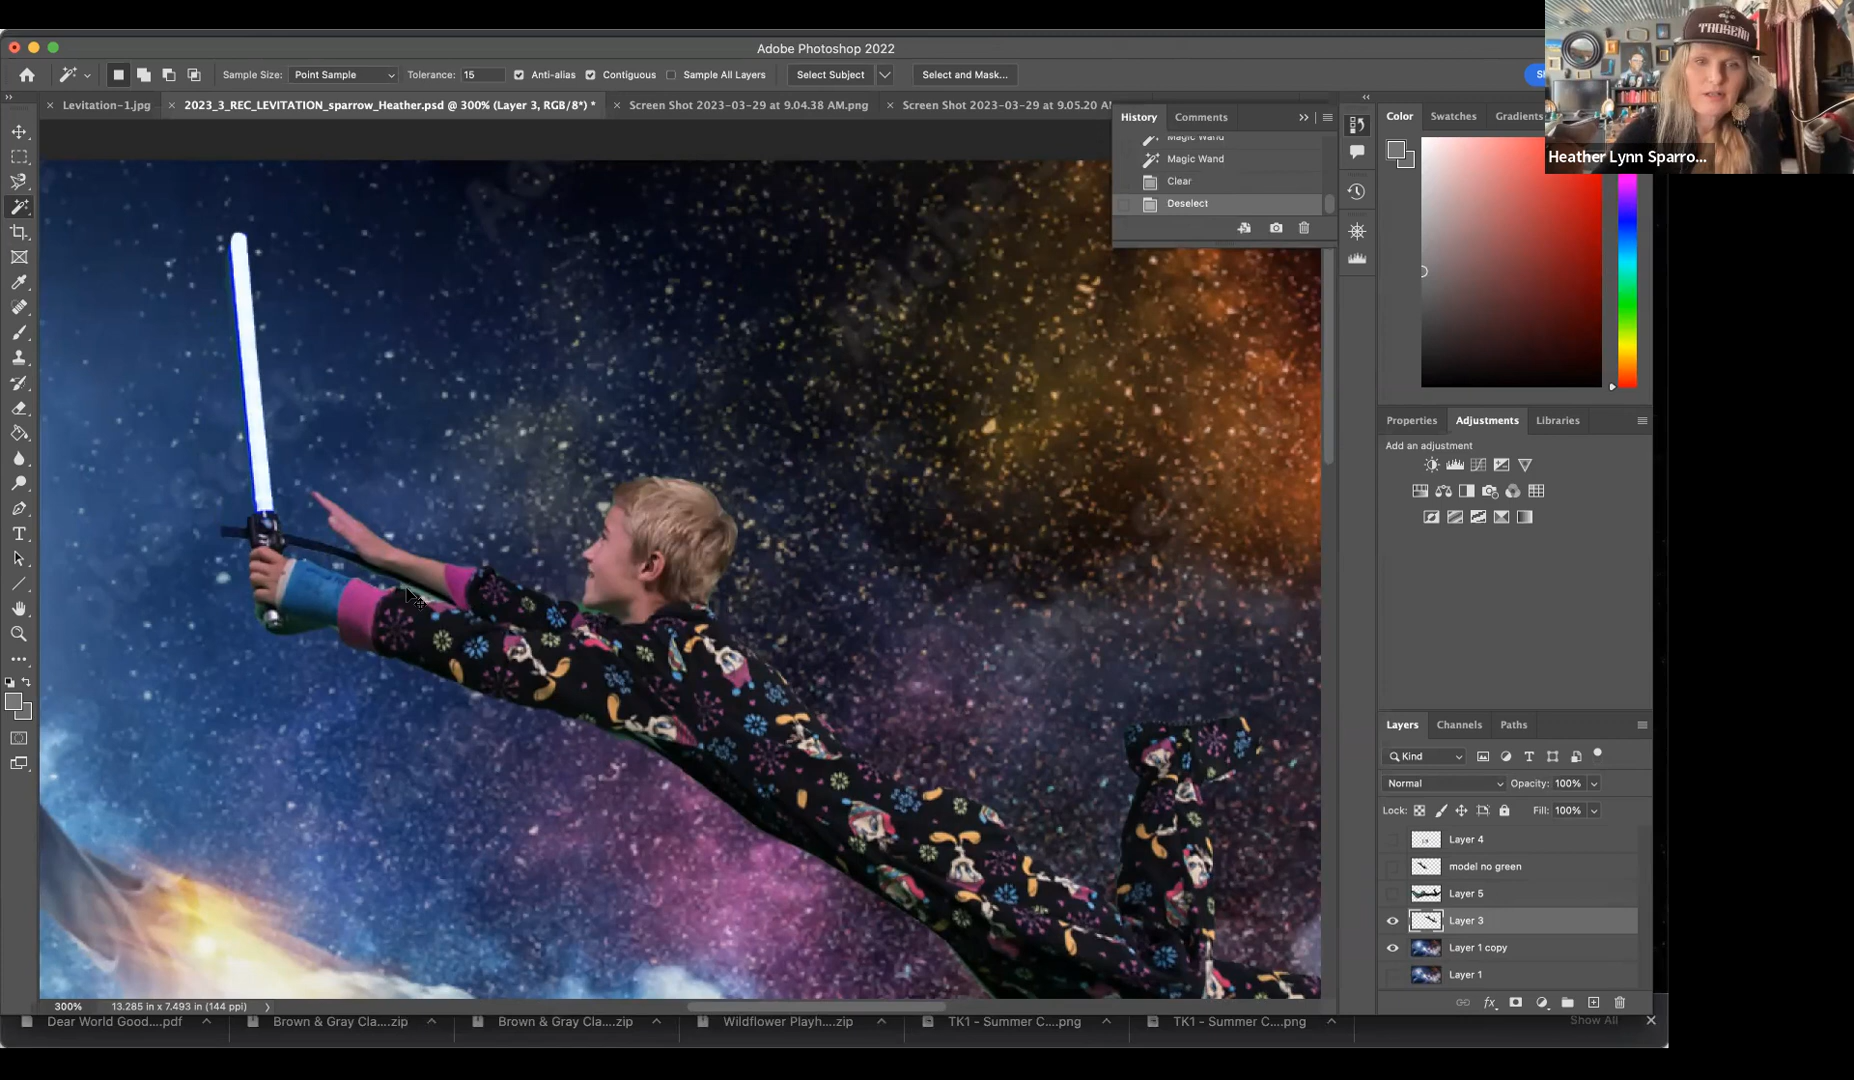 Adobe Photoshop 2022
Sample Size: Point Sample Tolerance: 15 Anti-alias Contiguous Sample All Layers Select Subject Select and Mask...
Levitation-1.jpg 2023_3_REC_LEVITATION_sparrow_Heather.psd @ 300% (Layer 3, RGB/8*) * Screen Shot 2023-03-29 at 9.04.38 AM.png Screen Shot 2023-03-29 at 9.05.20 AM
History Comments
Magic Wand
Magic Wand
Clear
Deselect
Color Swatches Gradients
Heather Lynn Sparro...
Properties Adjustments Libraries
Add an adjustment
Layers Channels Paths
Kind
Normal Opacity: 100%
Lock: Fill: 100%
Layer 4
model no green
Layer 5
Layer 3
Layer 1 copy
Layer 1
fx
300% 13.285 in x 7.493 in (144 ppi)
Dear World Good....pdf Brown & Gray Cla....zip Brown & Gray Cla....zip Wildflower Playh....zip TK1 - Summer C....png TK1 - Summer C....png Show All